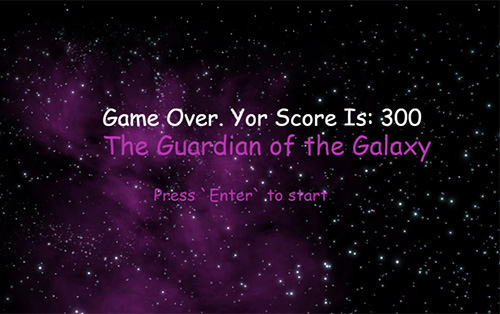 Game Over. Yor Score Is: 300
The Guardian of the Galaxy
Press `Enter` to start